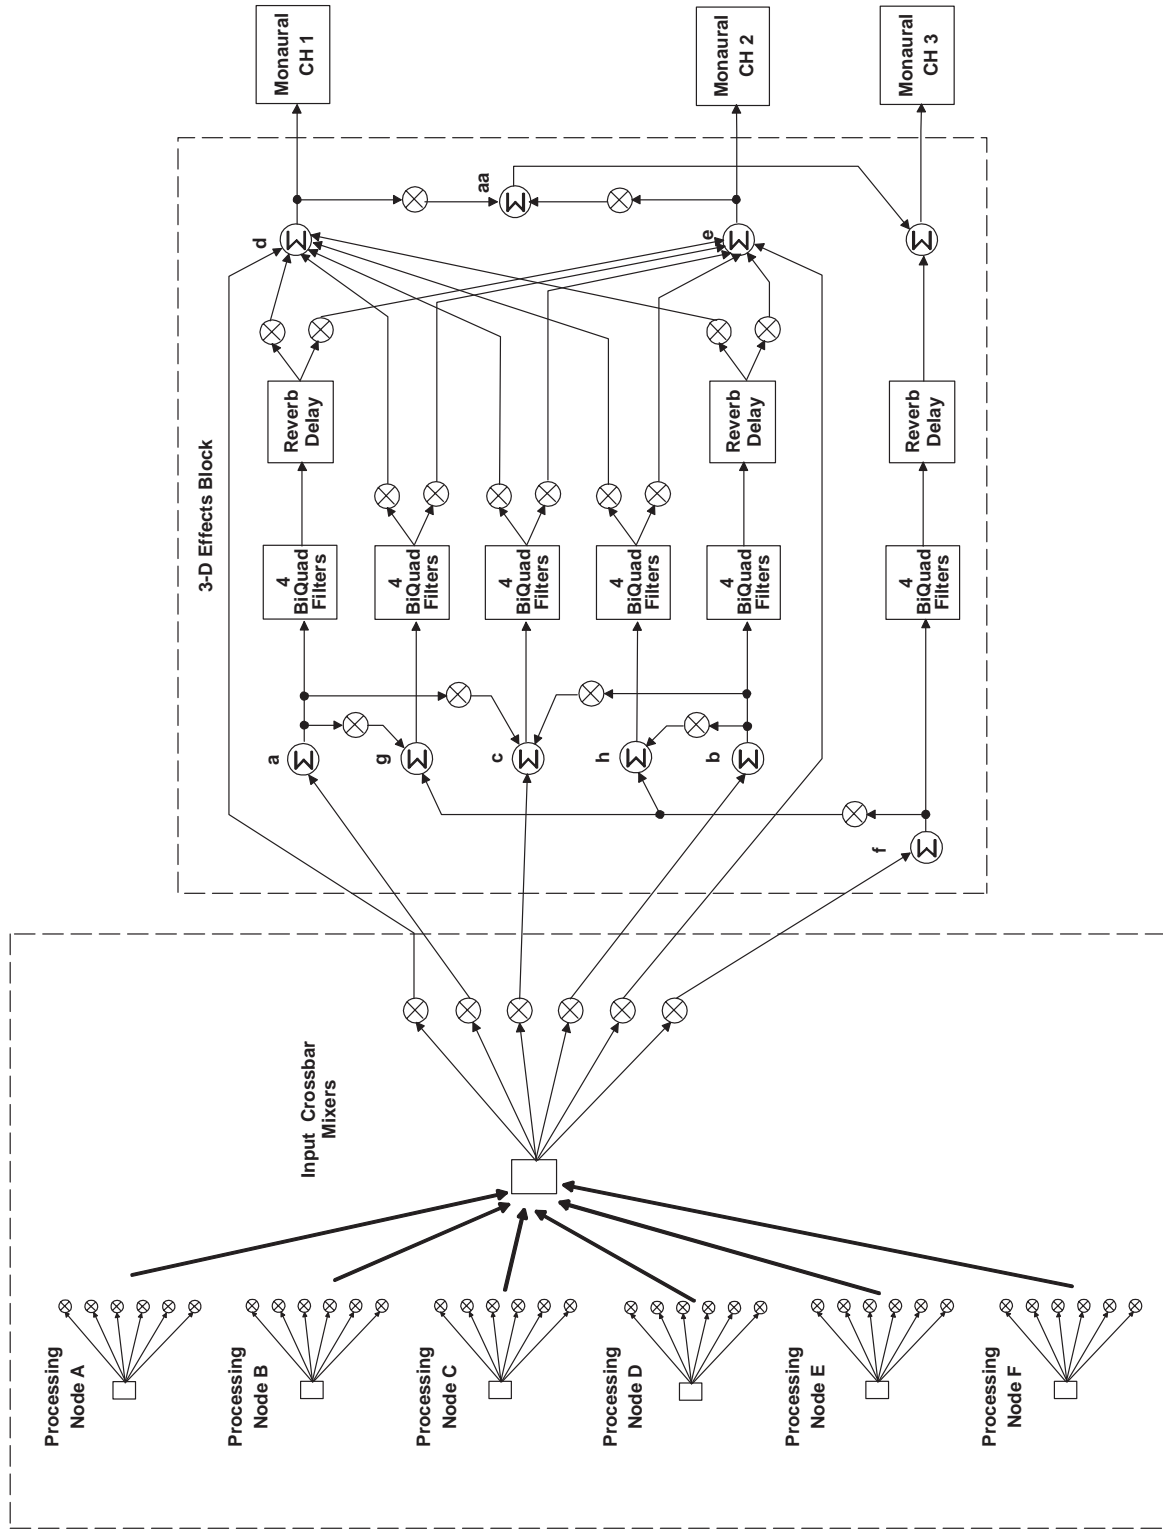 Processing
Node A
Processing
Node B
Processing
Node C
Processing
Node D
Processing
Node E
Processing
Node F
Input Crossbar
Mixers
3-D Effects Block
a
Σ
g
Σ
c
Σ
h
Σ
b
Σ
f
Σ
4
BiQuad
Filters
4
BiQuad
Filters
4
BiQuad
Filters
4
BiQuad
Filters
4
BiQuad
Filters
4
BiQuad
Filters
Reverb
Delay
Reverb
Delay
Reverb
Delay
d
Σ
e
Σ
Σ
aa
Σ
Monaural
CH 1
Monaural
CH 2
Monaural
CH 3